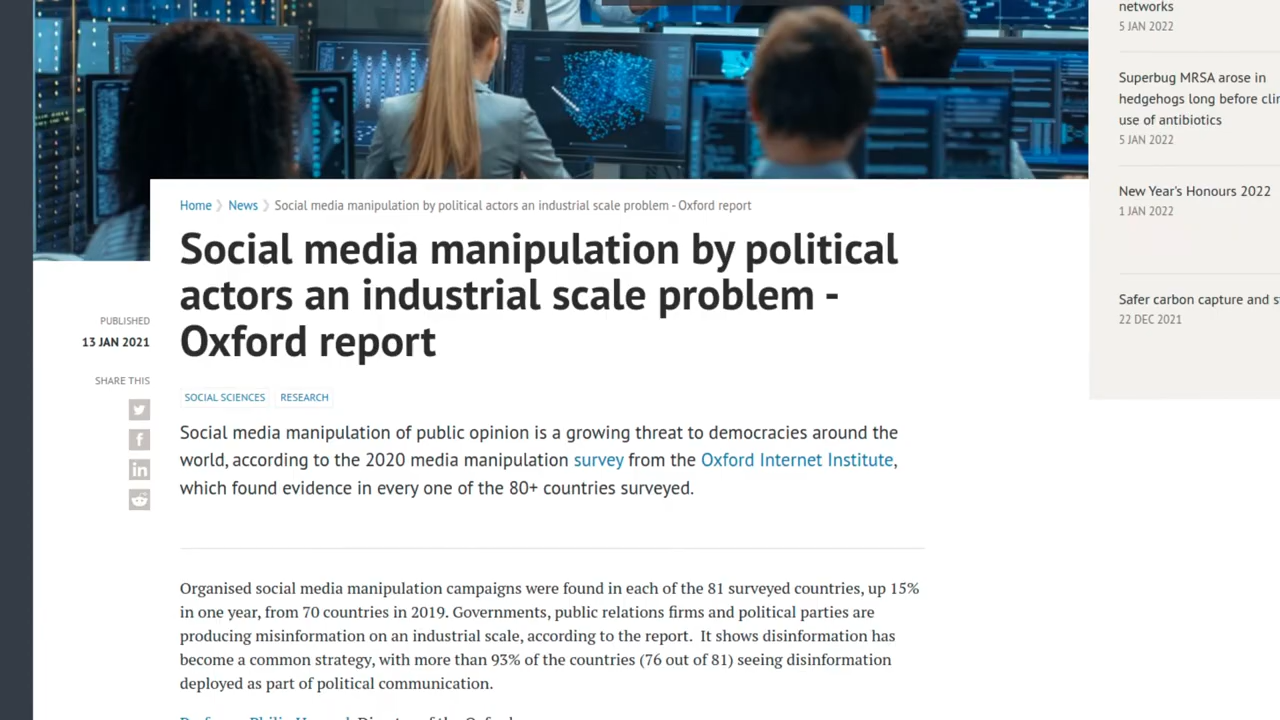 networks
5 JAN 2022
Superbug MRSA arose in
hedgehogs long before
use of antibiotics
5 JAN 2022
New Year's Honours 2022
1 JAN 2022
Safer carbon capture and
22 DEC 2021
Home > News > Social media manipulation by political actors an industrial scale problem - Oxford report
Social media manipulation by political
actors an industrial scale problem -
Oxford report
PUBLISHED
13 JAN 2021
SHARE THIS
SOCIAL SCIENCES RESEARCH
Social media manipulation of public opinion is a growing threat to democracies around the
world, according to the 2020 media manipulation survey from the Oxford Internet Institute,
which found evidence in every one of the 80+ countries surveyed.
Organised social media manipulation campaigns were found in each of the 81 surveyed countries, up 15%
in one year, from 70 countries in 2019. Governments, public relations firms and political parties are
producing misinformation on an industrial scale, according to the report. It shows disinformation has
become a common strategy, with more than 93% of the countries (76 out of 81) seeing disinformation
deployed as part of political communication.